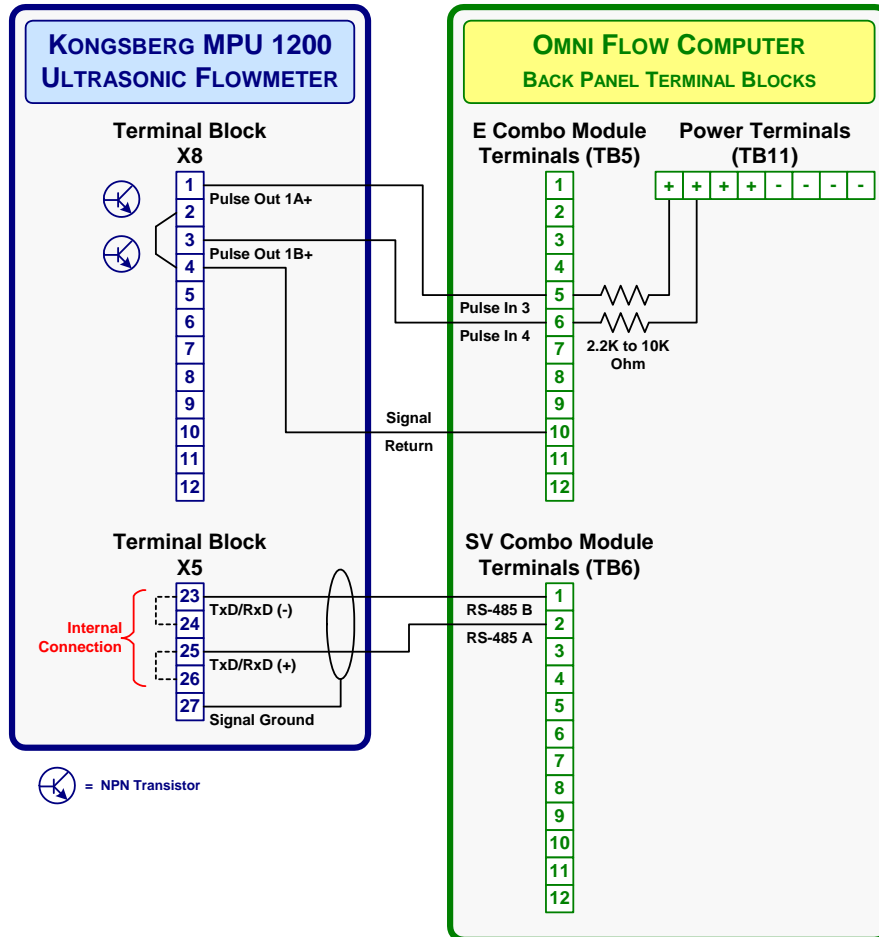 KONGSBERG MPU 1200
ULTRASONIC FLOWMETER
Terminal Block
X8
1
2
3
4
5
6
7
8
9
10
11
12
Pulse Out 1A+
Pulse Out 1B+
Terminal Block
X5
23
24
25
26
27
TxD/RxD (-)
TxD/RxD (+)
Signal Ground
Internal
Connection
= NPN Transistor
OMNI FLOW COMPUTER
BACK PANEL TERMINAL BLOCKS
E Combo Module
Terminals (TB5)
1
2
3
4
5
6
7
8
9
10
11
12
Pulse In 3
Pulse In 4
Signal
Return
Power Terminals
(TB11)
+ + + + - - - -
2.2K to 10K
Ohm
SV Combo Module
Terminals (TB6)
1
2
3
4
5
6
7
8
9
10
11
12
RS-485 B
RS-485 A